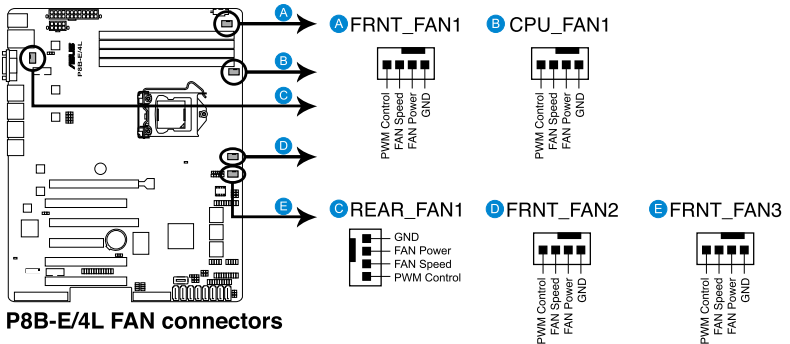 A
B
C
D
E
ASUS
P8B-E/4L
A FRNT_FAN1
PWM Control
FAN Speed
FAN Power
GND
B CPU_FAN1
PWM Control
FAN Speed
FAN Power
GND
C REAR_FAN1
GND
FAN Power
FAN Speed
PWM Control
D FRNT_FAN2
PWM Control
FAN Speed
FAN Power
GND
E FRNT_FAN3
PWM Control
FAN Speed
FAN Power
GND
P8B-E/4L FAN connectors